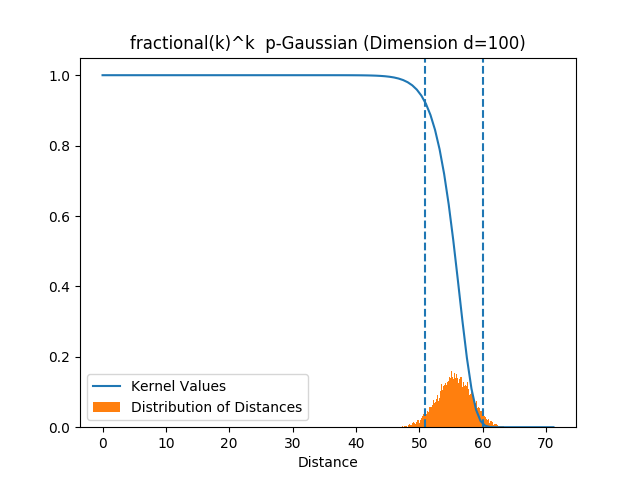 fractional(k)^k  p-Gaussian (Dimension d=100)
1.0
0.8
0.6
0.4
0.2
0.0
Kernel Values
Distribution of Distances
0 10 20 30 40 50 60 70
Distance